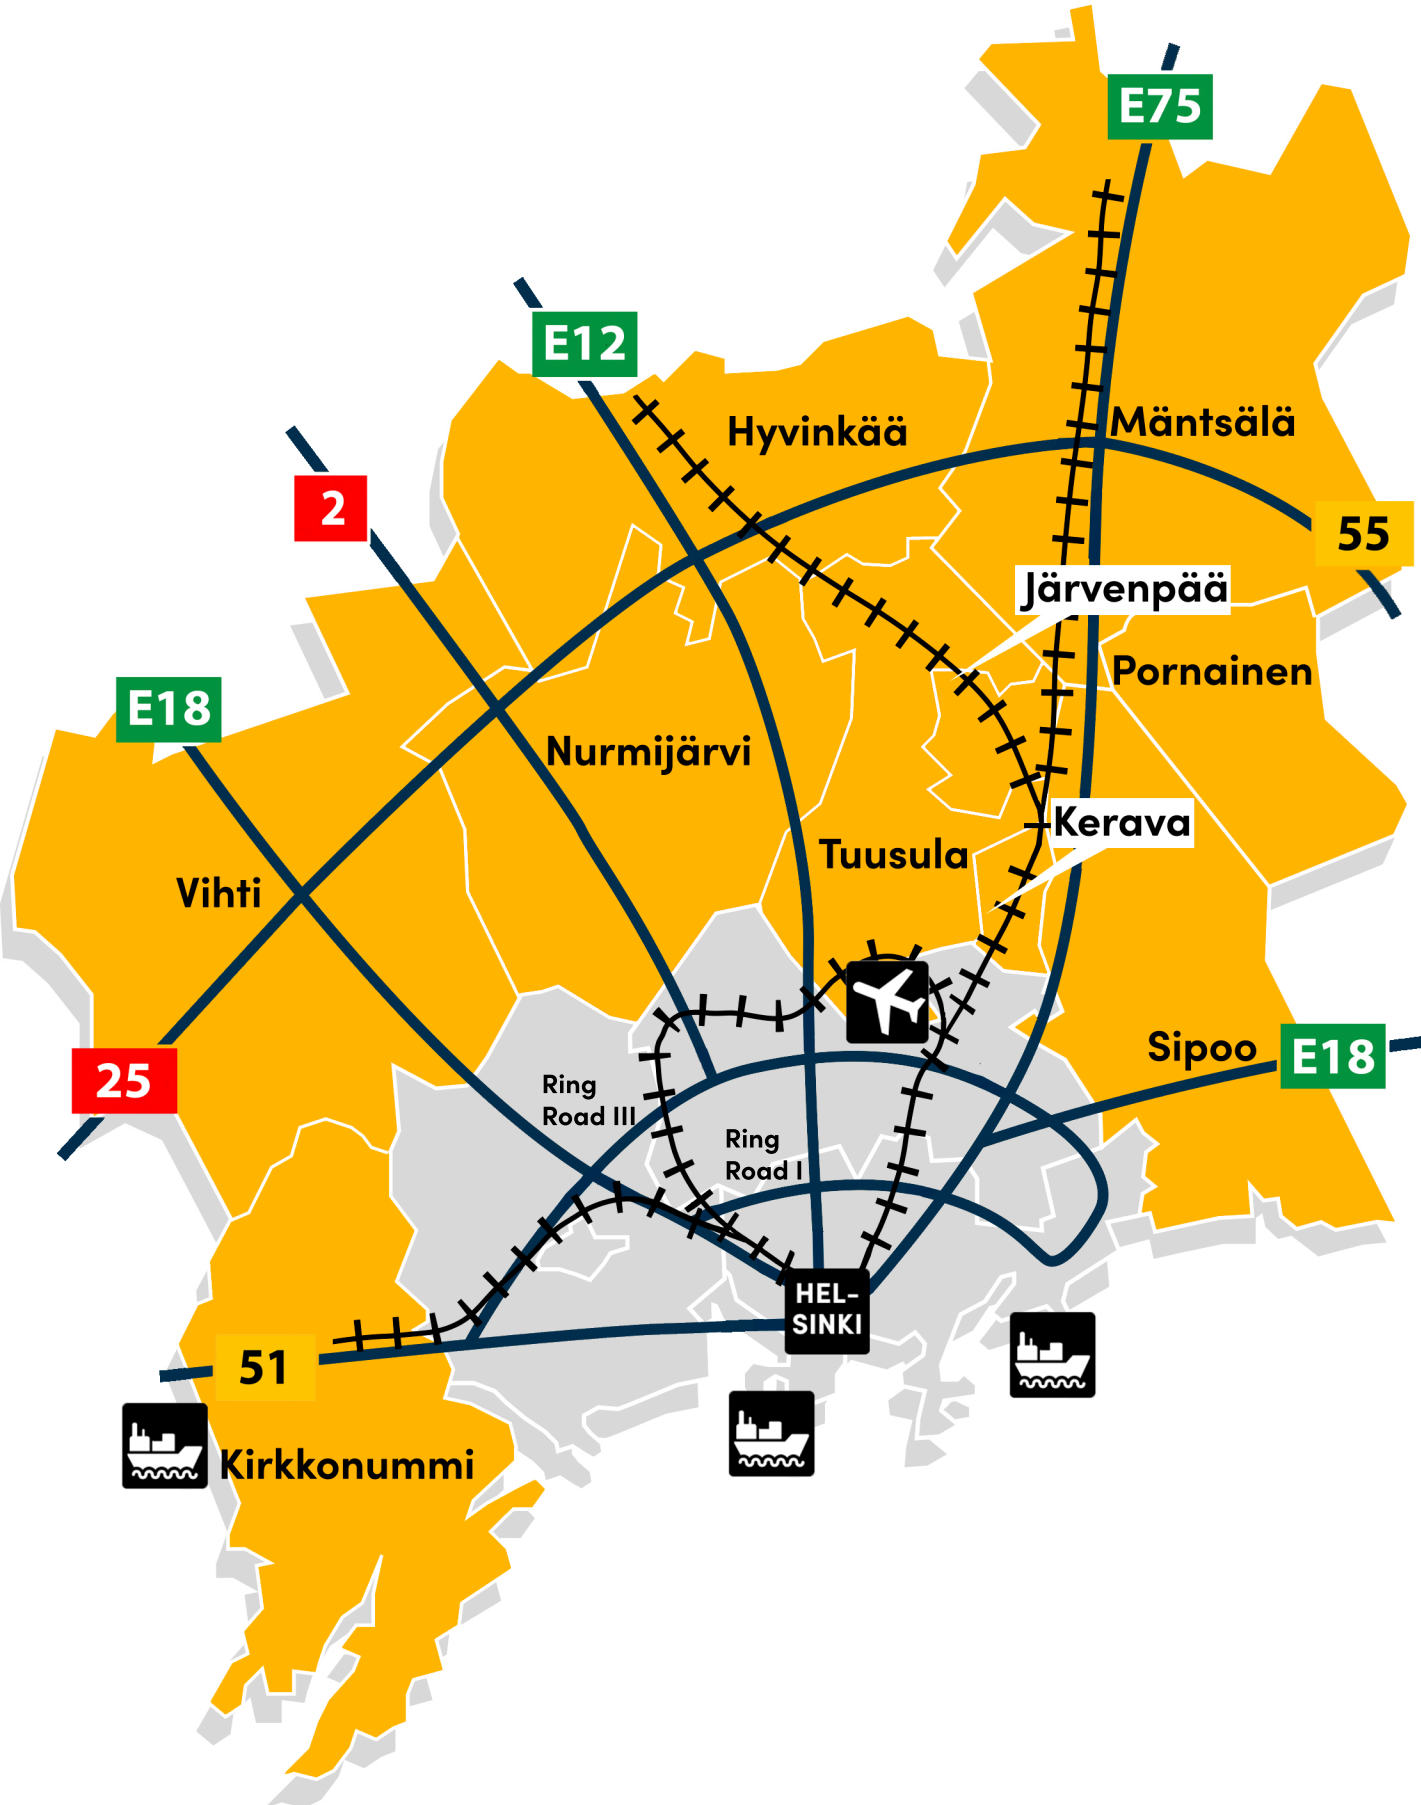 E75
E12
Hyvinkää
Mäntsälä
2
55
Järvenpää
Pornainen
E18
Nurmijärvi
Kerava
Tuusula
Vihti
Sipoo
E18
25
Ring
Road III
Ring
Road I
HEL-
SINKI
51
Kirkkonummi